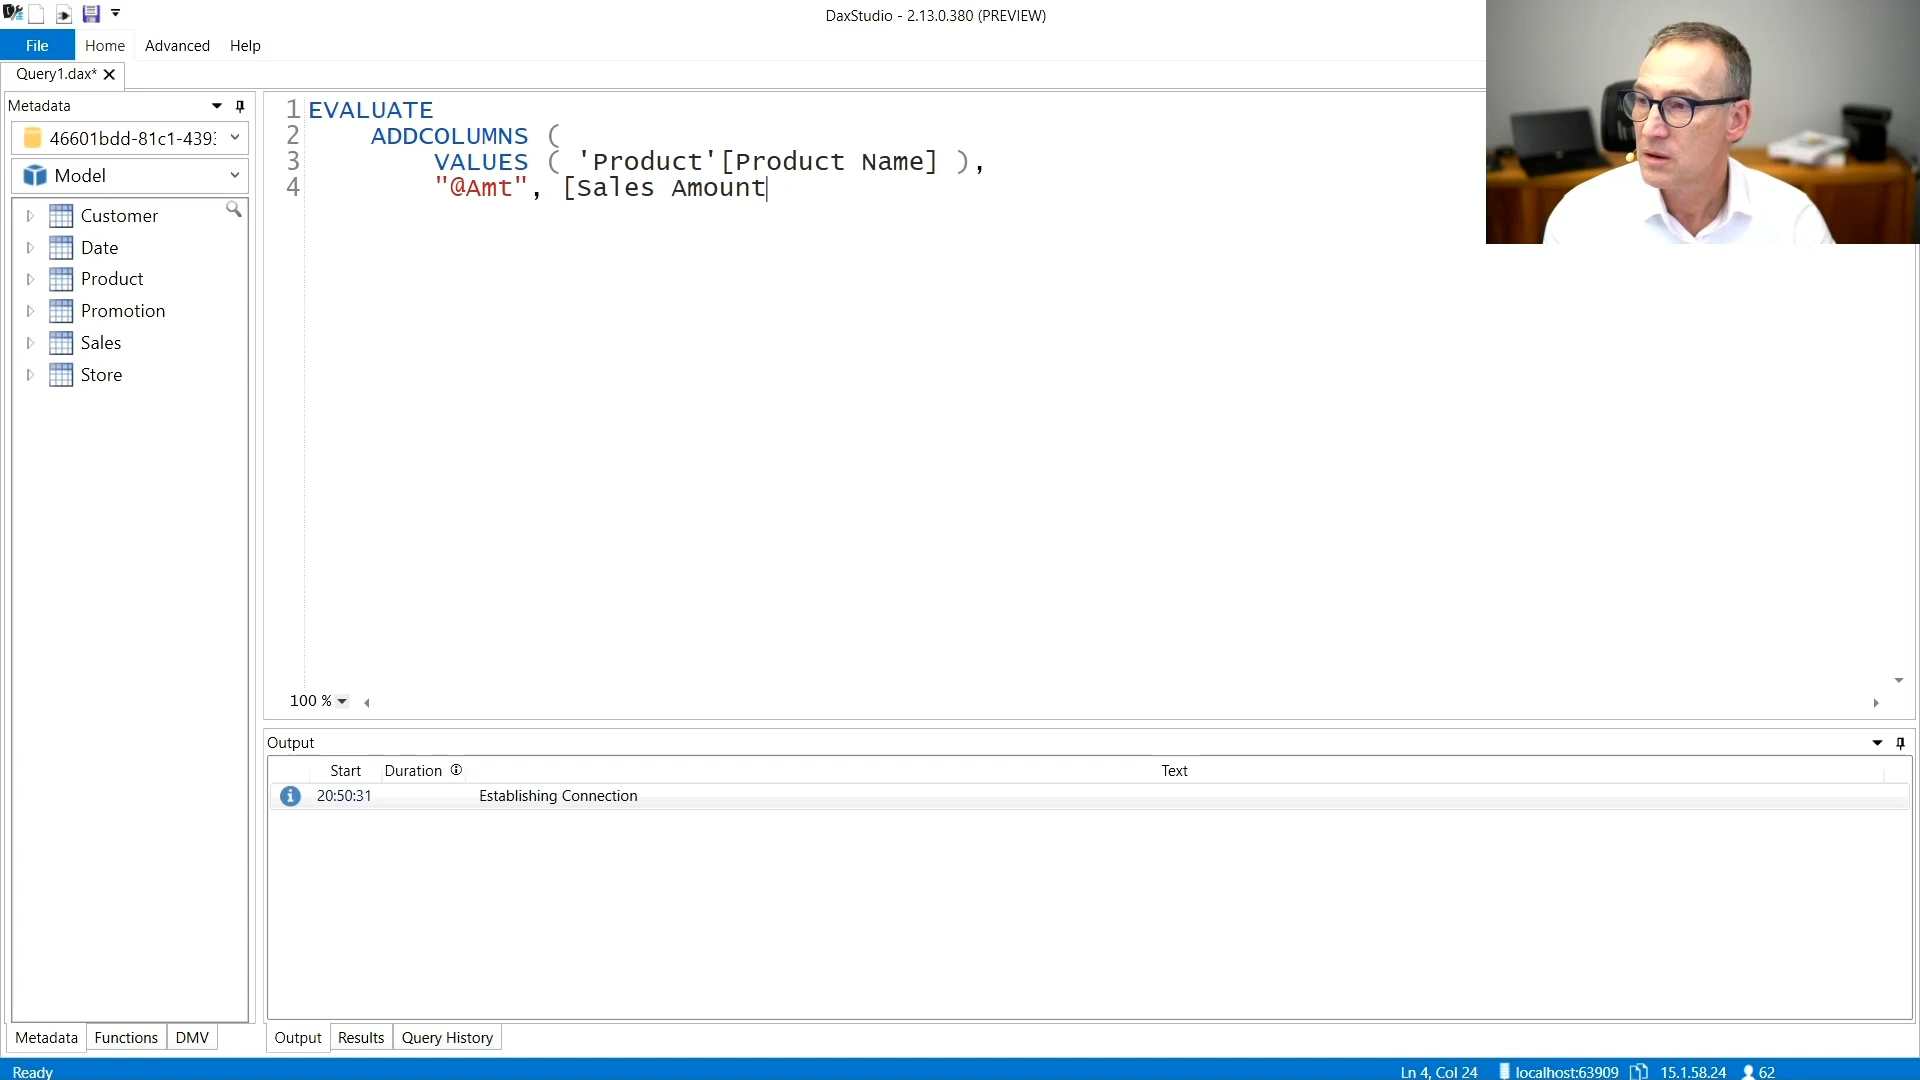 DaxStudio - 2.13.0.380 (PREVIEW)
File Home Advanced Help
Query1.dax*
Metadata
46601bdd-81c1-439
Model
Customer
Date
Product
Promotion
Sales
Store
1 EVALUATE
2 ADDCOLUMNS (
3 VALUES ( 'Product'[Product Name] ),
4 "@Amt", [Sales Amount
100 %
Output
Start Duration Text
20:50:31 Establishing Connection
Metadata Functions DMV
Output Results Query History
Ready Ln 4, Col 24 localhost:63909 15.1.58.24 62